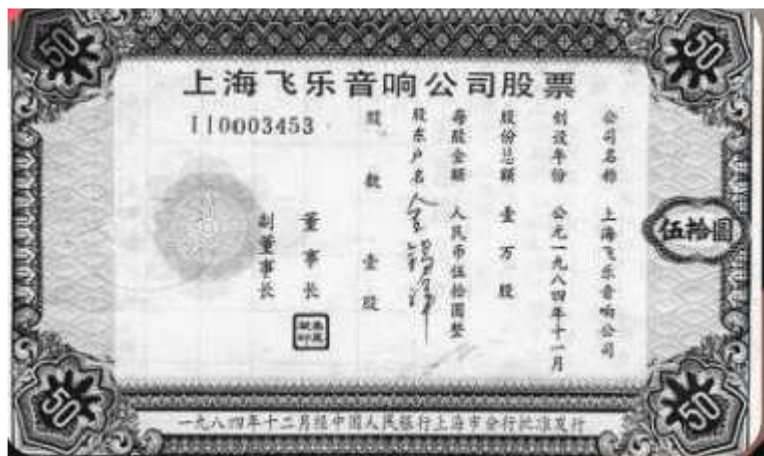 上海飞乐音响公司股票
110003453
公司名称 上海飞乐音响公司
创设年份 公元一九八四年十一月
股份总额 壹万股
每股金额 人民币伍拾圆整
股东户名
股数 壹股
董事长
副董事长
伍拾圆
50
50
50
50
一九八四年十二月经中国人民银行上海市分行批准发行